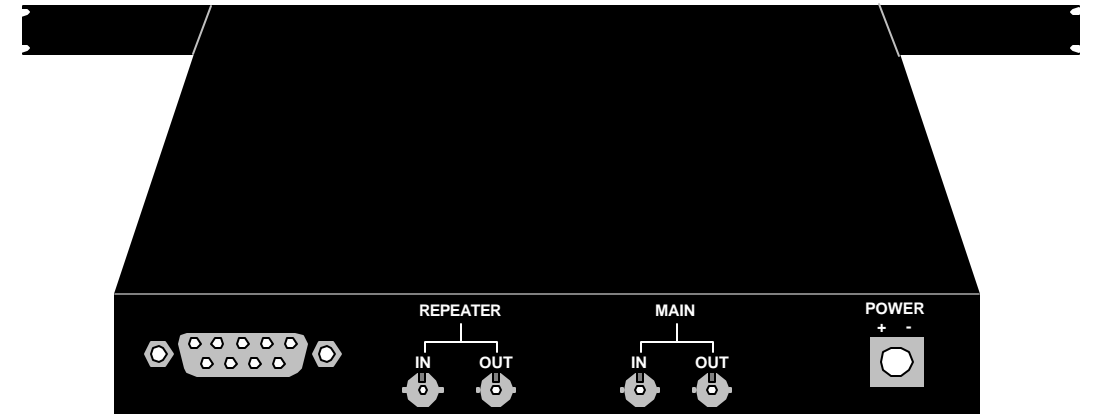 REPEATER
MAIN
POWER
+ -
IN OUT IN OUT